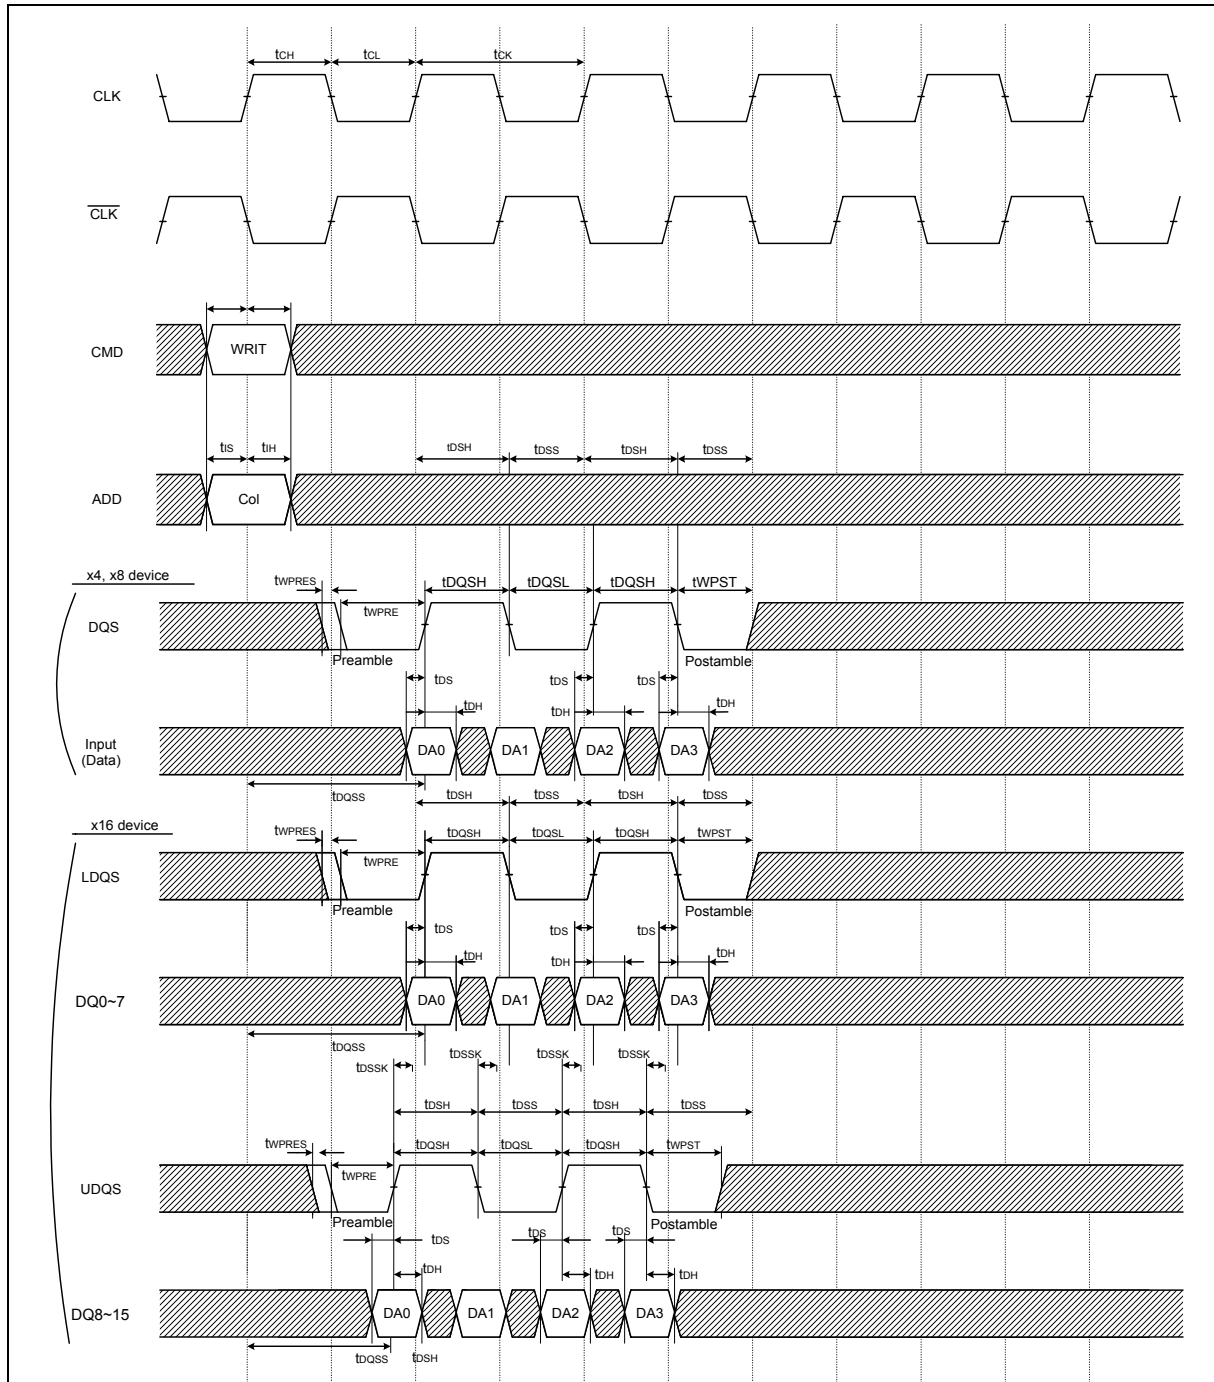 tCH tCL tCK
CLK
CLK
CMD WRIT
tIS tIH tDSH tDSS tDSH tDSS
ADD Col
x4, x8 device
tWPRES tDQSH tDQSL tDQSH tWPST
tWPRE
DQS
Preamble Postamble
tDS tDS tDS
tDH tDH tDH
Input
(Data)
DA0 DA1 DA2 DA3
tDQSS tDSH tDSS tDSH tDSS
x16 device
tWPRES tDQSH tDQSL tDQSH tWPST
tWPRE
LDQS
Preamble Postamble
tDS tDS tDS
tDH tDH tDH
DQ0~7 DA0 DA1 DA2 DA3
tDQSS
tDSSK tDSSK tDSSK tDSSK
tDSH tDSS tDSH tDSS
tWPRES tDQSH tDQSL tDQSH tWPST
tWPRE
UDQS
Preamble Postamble
tDS tDS tDS
tDH tDH tDH
DQ8~15 DA0 DA1 DA2 DA3
tDQSS tDSH